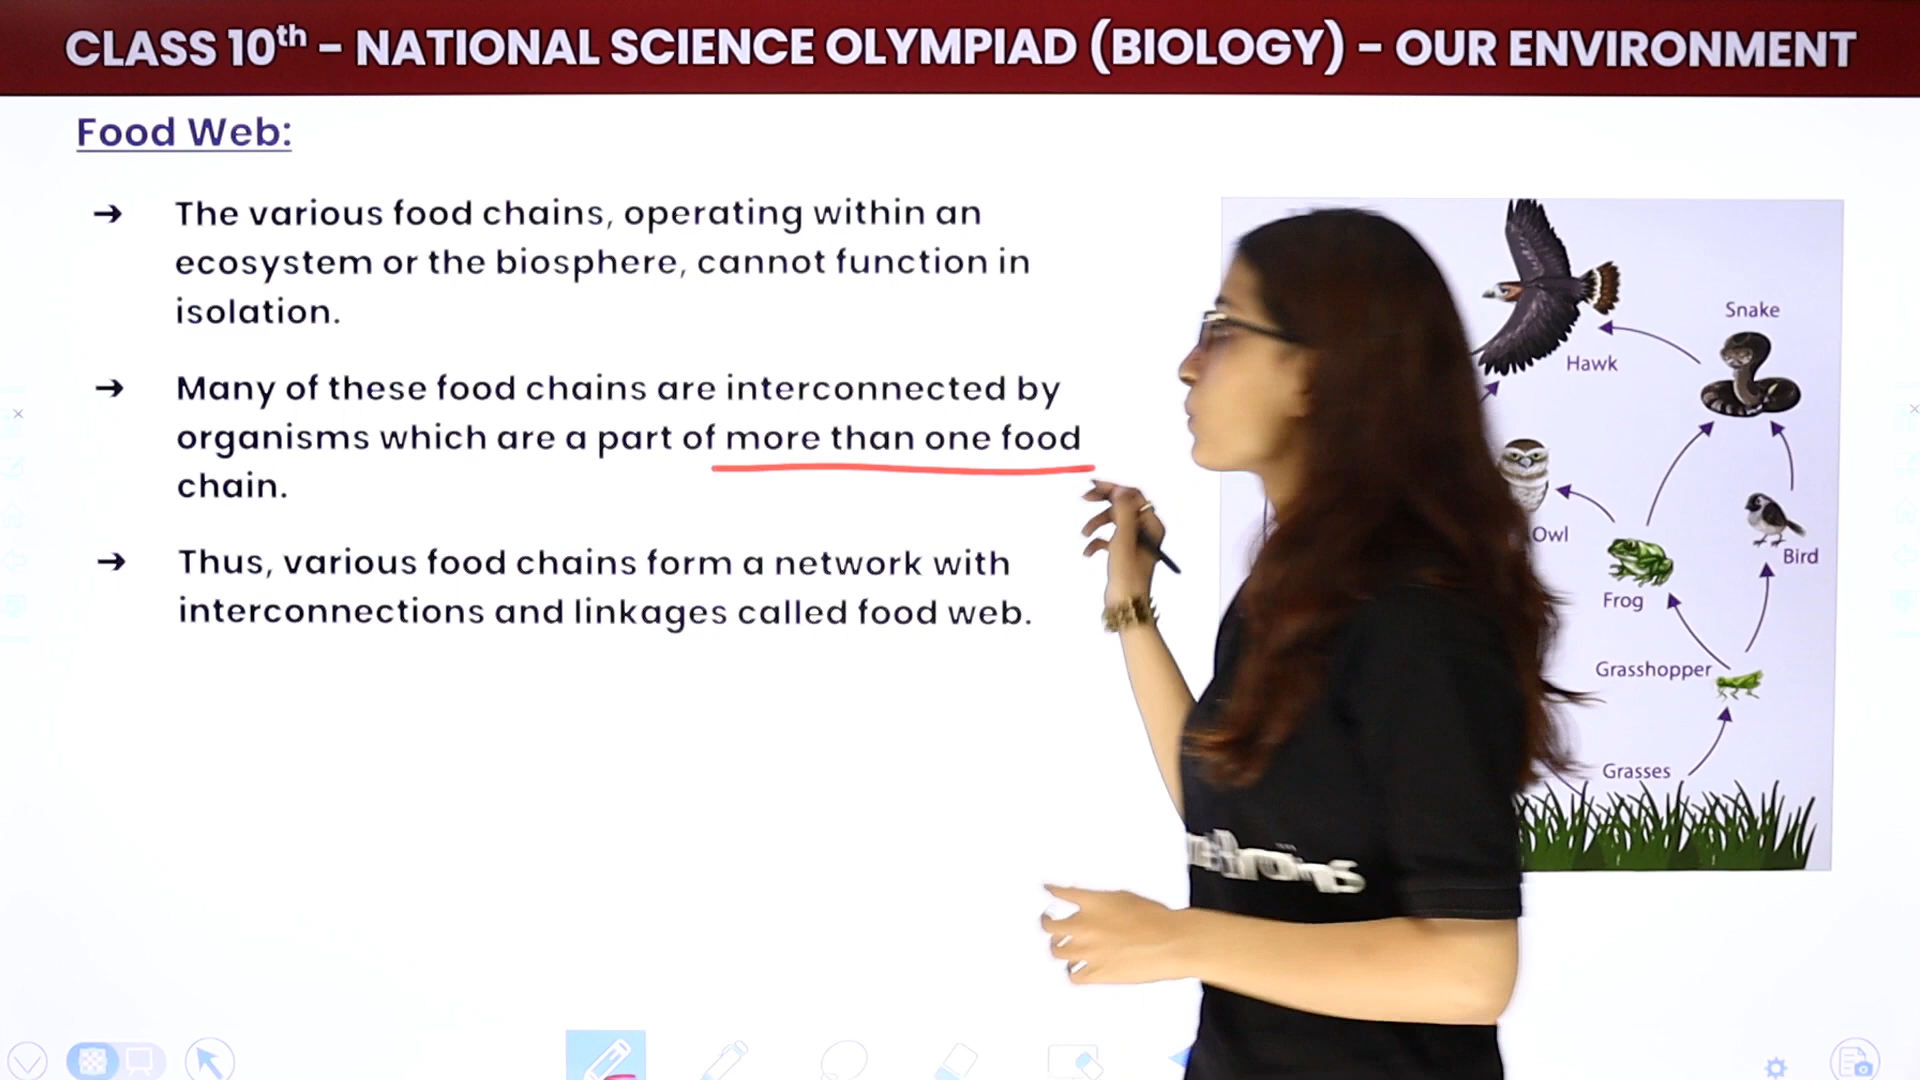 CLASS 10th – NATIONAL SCIENCE OLYMPIAD (BIOLOGY) – OUR ENVIRONMENT
Food Web:
→ The various food chains, operating within an
ecosystem or the biosphere, cannot function in
isolation.
→ Many of these food chains are interconnected by
organisms which are a part of more than one food
chain.
→ Thus, various food chains form a network with
interconnections and linkages called food web.
Snake
Hawk
Owl
Bird
Frog
Grasshopper
Grasses